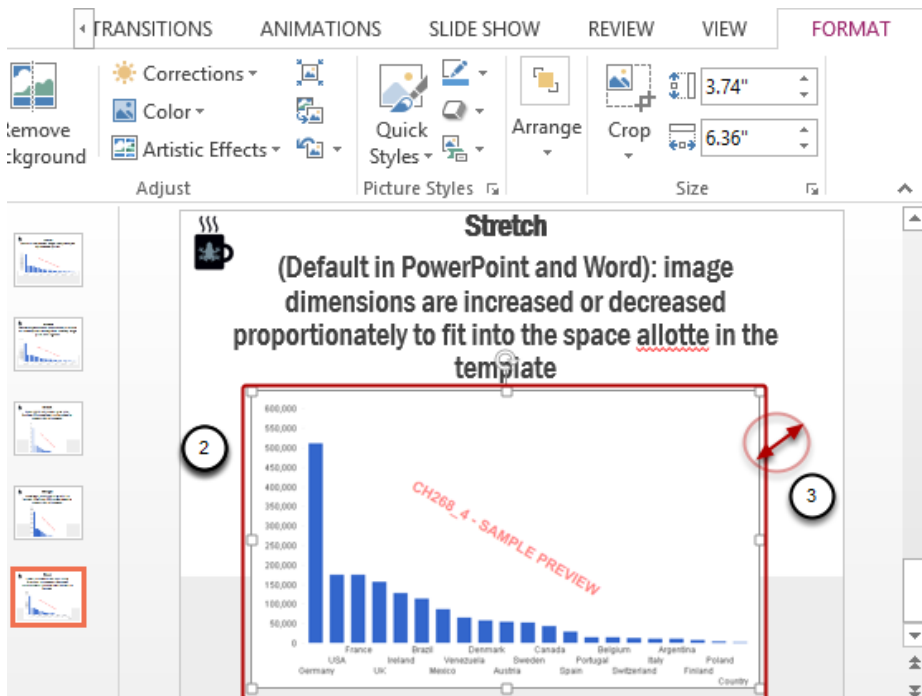 TRANSITIONS ANIMATIONS SLIDE SHOW REVIEW VIEW FORMAT
Remove
ckground
Corrections
Color
Artistic Effects
Adjust
Quick
Styles
Picture Styles
Arrange
Crop
3.74"
6.36"
Size
Stretch
(Default in PowerPoint and Word): image
dimensions are increased or decreased
proportionately to fit into the space allotte in the
template
2
3
600,000
550,000
500,000
450,000
400,000
350,000
300,000
250,000
200,000
150,000
100,000
50,000
0
CH268_4 - SAMPLE PREVIEW
France Brazil Denmark Canada Belgium Argentina
USA Ireland Venezuela Sweden Portugal Italy Poland
Germany UK Mexico Austria Spain Switzerland Finland
Country